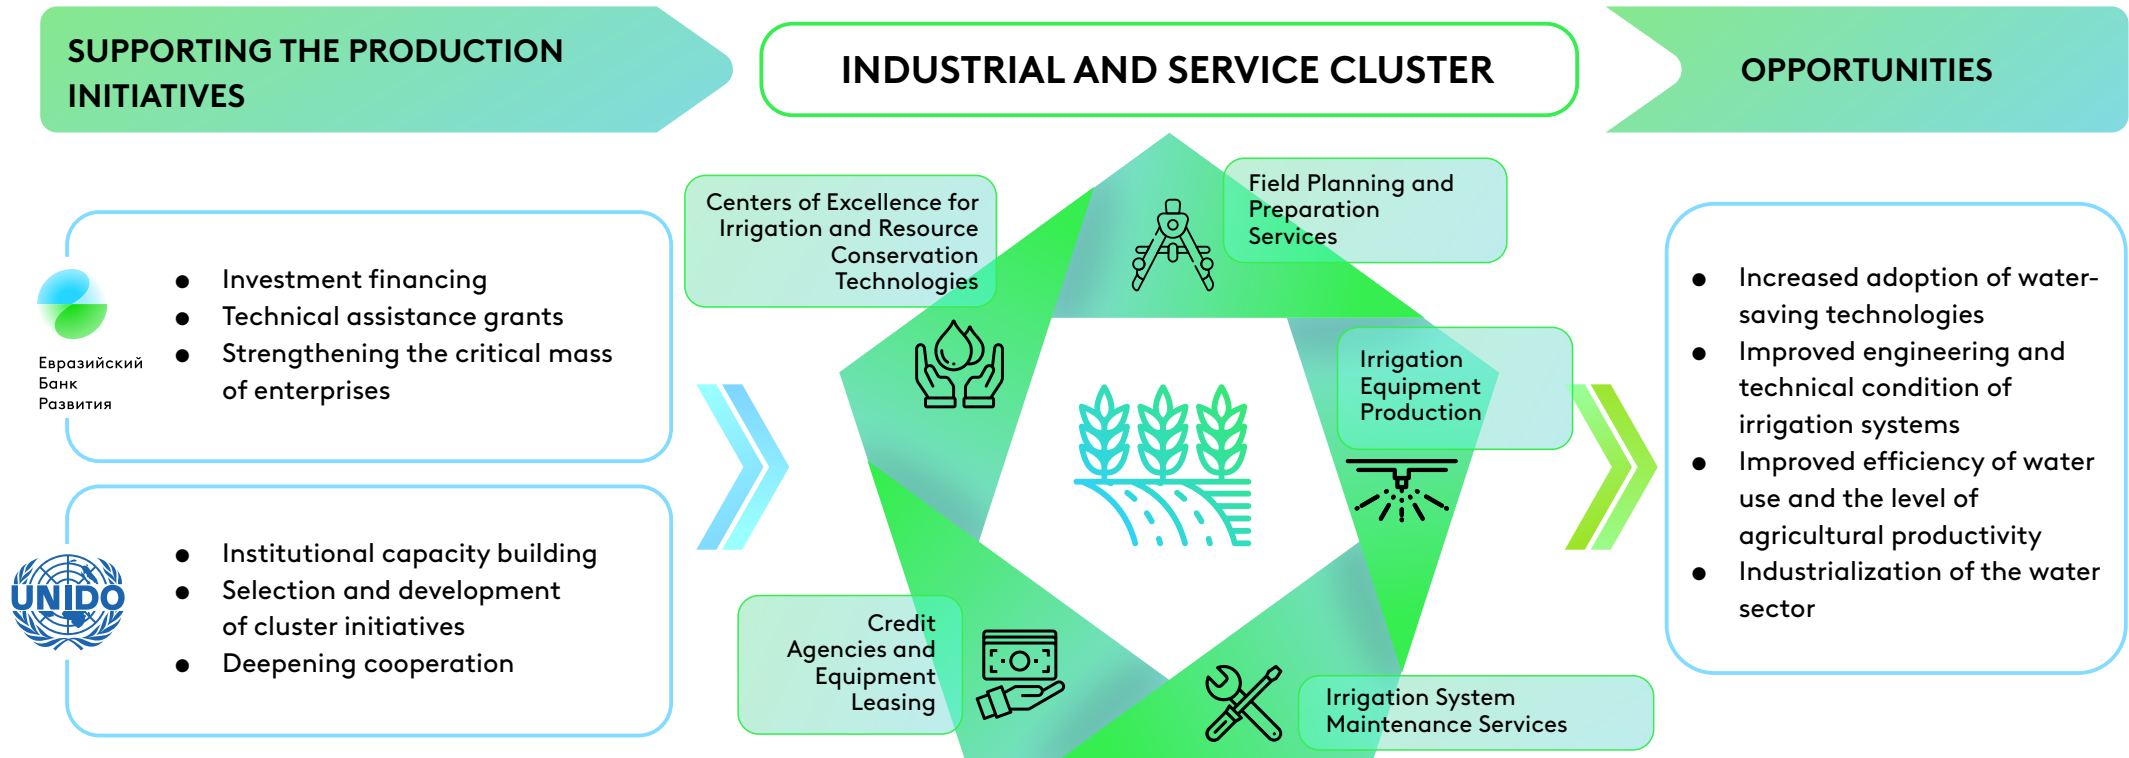 SUPPORTING THE PRODUCTION
INITIATIVES
INDUSTRIAL AND SERVICE CLUSTER
OPPORTUNITIES
Евразийский
Банк
Развития
● Investment financing
● Technical assistance grants
● Strengthening the critical mass
of enterprises
UNIDO
● Institutional capacity building
● Selection and development
of cluster initiatives
● Deepening cooperation
Centers of Excellence for
Irrigation and Resource
Conservation
Technologies
Field Planning and
Preparation
Services
Irrigation
Equipment
Production
Credit
Agencies and
Equipment
Leasing
Irrigation System
Maintenance Services
● Increased adoption of water-
saving technologies
● Improved engineering and
technical condition of
irrigation systems
● Improved efficiency of water
use and the level of
agricultural productivity
● Industrialization of the water
sector